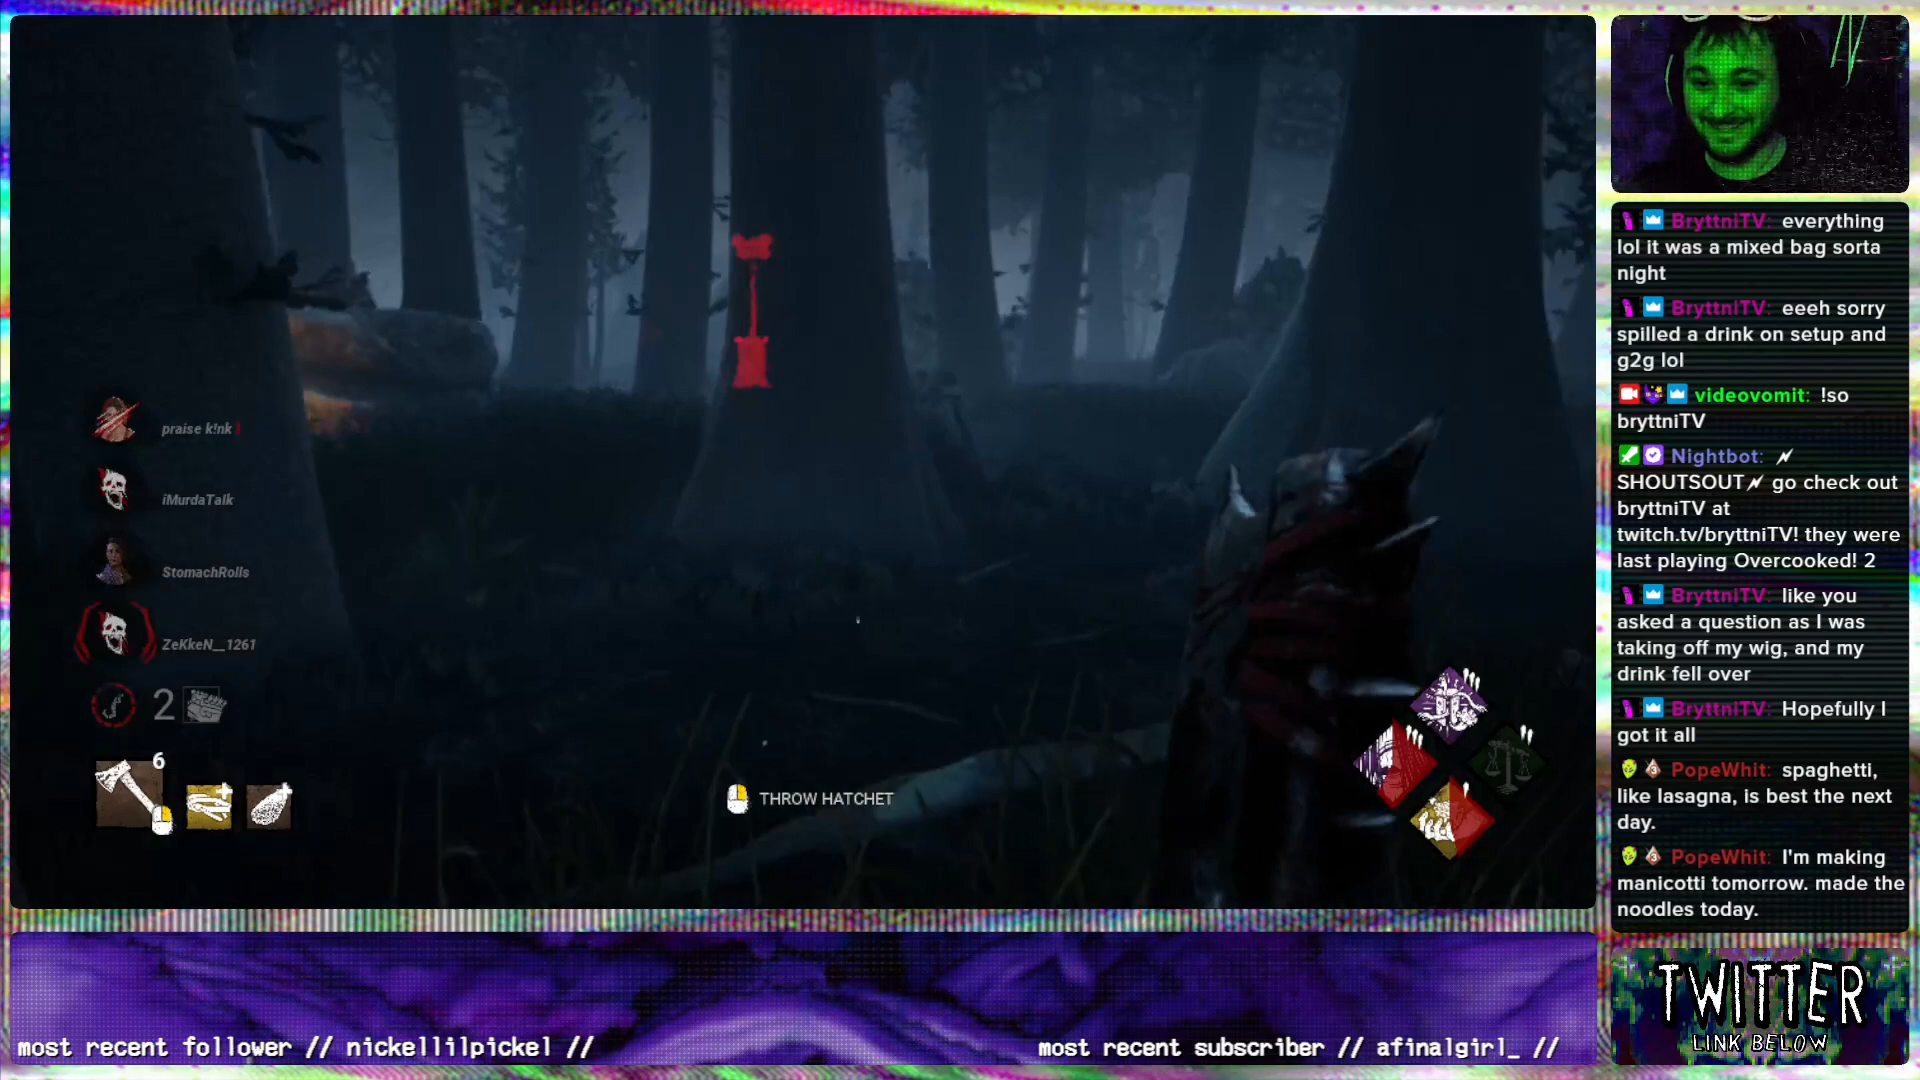 praise k!nk
iMurdaTalk
StomachRolls
ZeKkeN__1261
2
6
THROW HATCHET
BryttniTV: everything
lol it was a mixed bag sorta
night
BryttniTV: eeeh sorry
spilled a drink on setup and
g2g lol
videovomit: !so
bryttniTV
Nightbot:
SHOUTSOUT go check out
bryttniTV at
twitch.tv/bryttniTV! they were
last playing Overcooked! 2
BryttniTV: like you
asked a question as I was
taking off my wig, and my
drink fell over
BryttniTV: Hopefully I
got it all
PopeWhit: spaghetti,
like lasagna, is best the next
day.
PopeWhit: I'm making
manicotti tomorrow. made the
noodles today.
most recent follower // nickellilpickel //
most recent subscriber // afinalgirl_ //
TWITTER
LINK BELOW